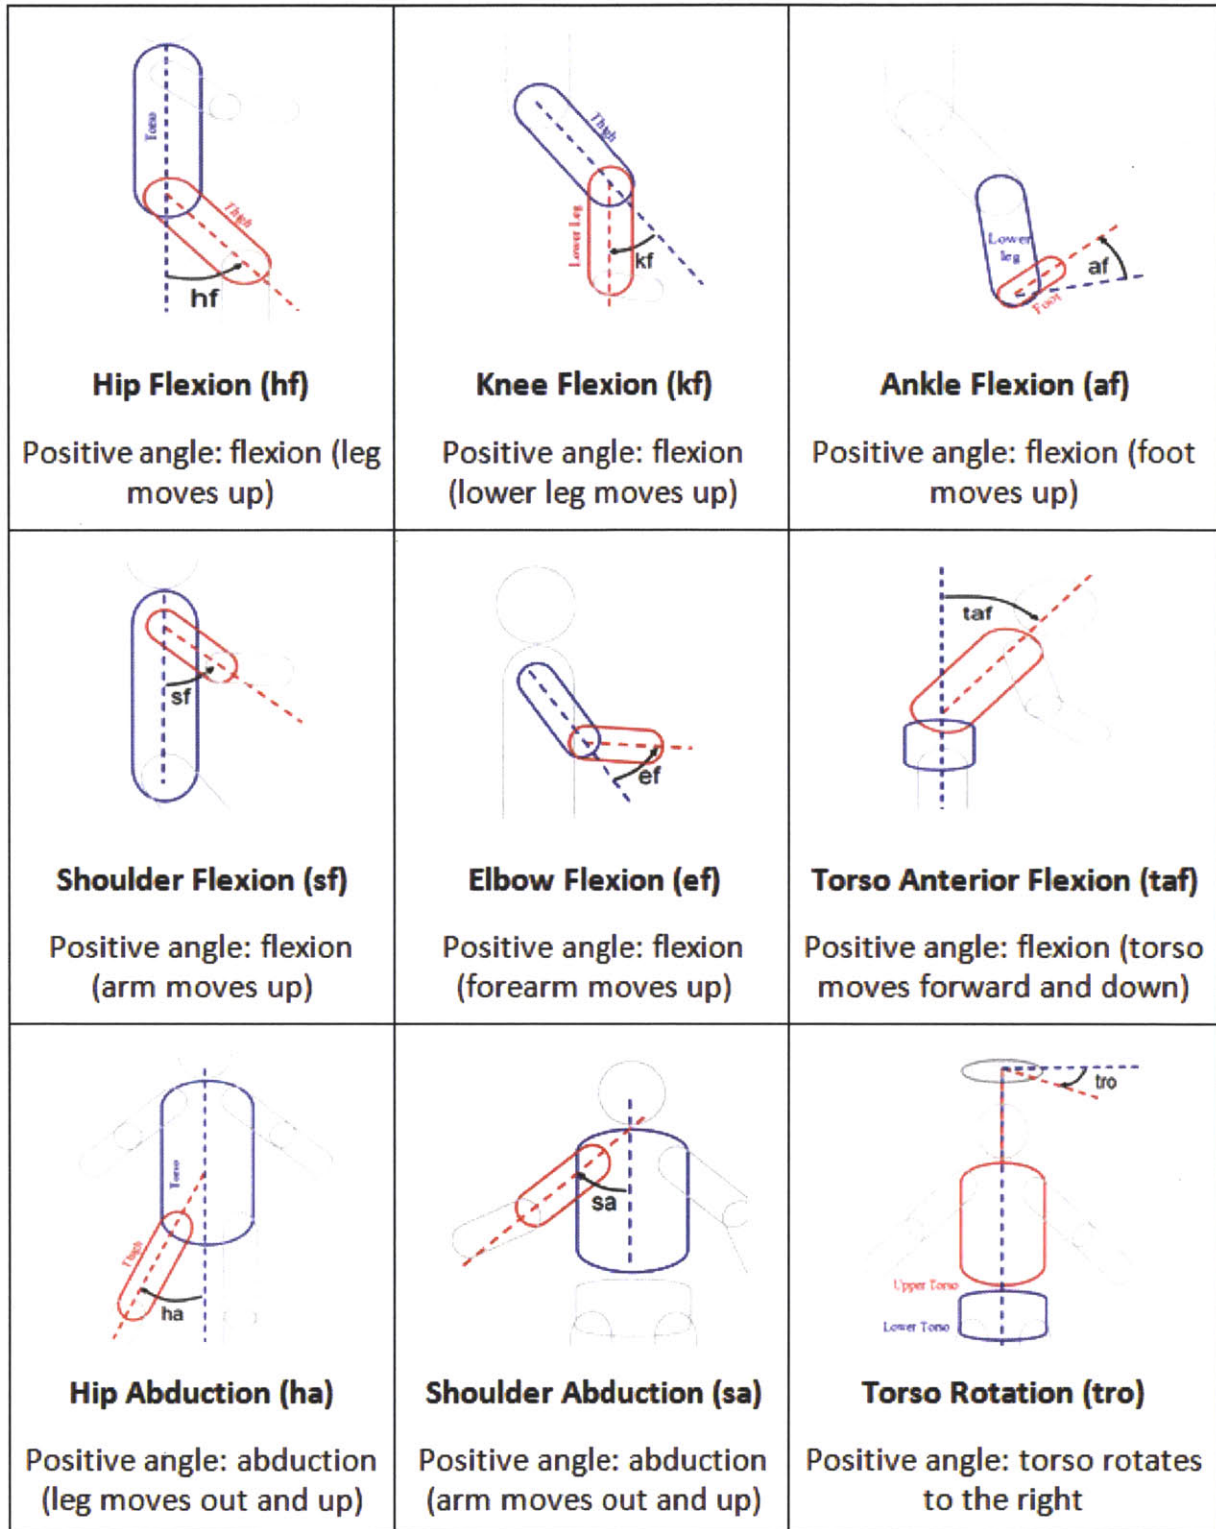 Torso
Thigh
hf
Hip Flexion (hf)
Positive angle: flexion (leg
moves up)
Thigh
Lower Leg
kf
Knee Flexion (kf)
Positive angle: flexion
(lower leg moves up)
Lower
leg
af
Foot
Ankle Flexion (af)
Positive angle: flexion (foot
moves up)
sf
Shoulder Flexion (sf)
Positive angle: flexion
(arm moves up)
ef
Elbow Flexion (ef)
Positive angle: flexion
(forearm moves up)
taf
Torso Anterior Flexion (taf)
Positive angle: flexion (torso
moves forward and down)
Torso
Thigh
ha
Hip Abduction (ha)
Positive angle: abduction
(leg moves out and up)
sa
Shoulder Abduction (sa)
Positive angle: abduction
(arm moves out and up)
tro
Upper Torso
Lower Torso
Torso Rotation (tro)
Positive angle: torso rotates
to the right